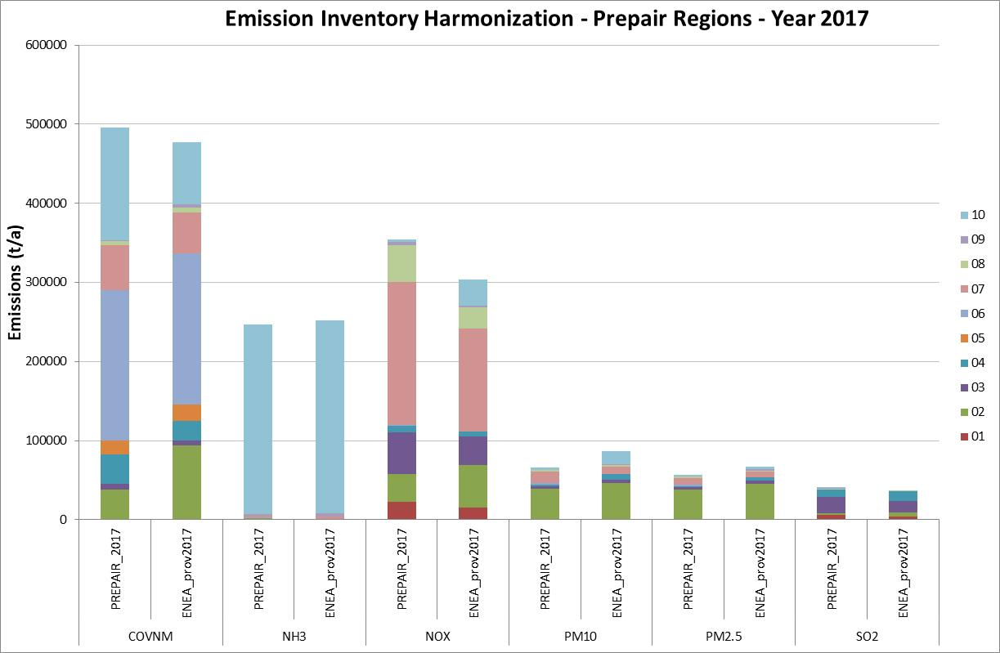 Emission Inventory Harmonization - Prepair Regions - Year 2017
Emissions (t/a)
600000
500000
400000
300000
200000
100000
0
10
09
08
07
06
05
04
03
02
01
PREPAIR_2017
ENEA_prov2017
PREPAIR_2017
ENEA_prov2017
PREPAIR_2017
ENEA_prov2017
PREPAIR_2017
ENEA_prov2017
PREPAIR_2017
ENEA_prov2017
PREPAIR_2017
ENEA_prov2017
COVNM
NH3
NOX
PM10
PM2.5
SO2